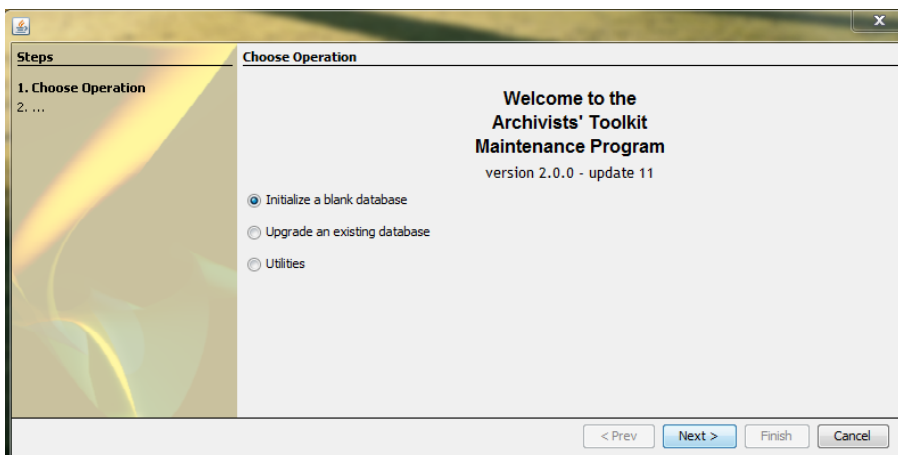 X
Steps
1. Choose Operation
2. ...
Choose Operation
Welcome to the
Archivists' Toolkit
Maintenance Program
version 2.0.0 - update 11
Initialize a blank database
Upgrade an existing database
Utilities
< Prev
Next >
Finish
Cancel